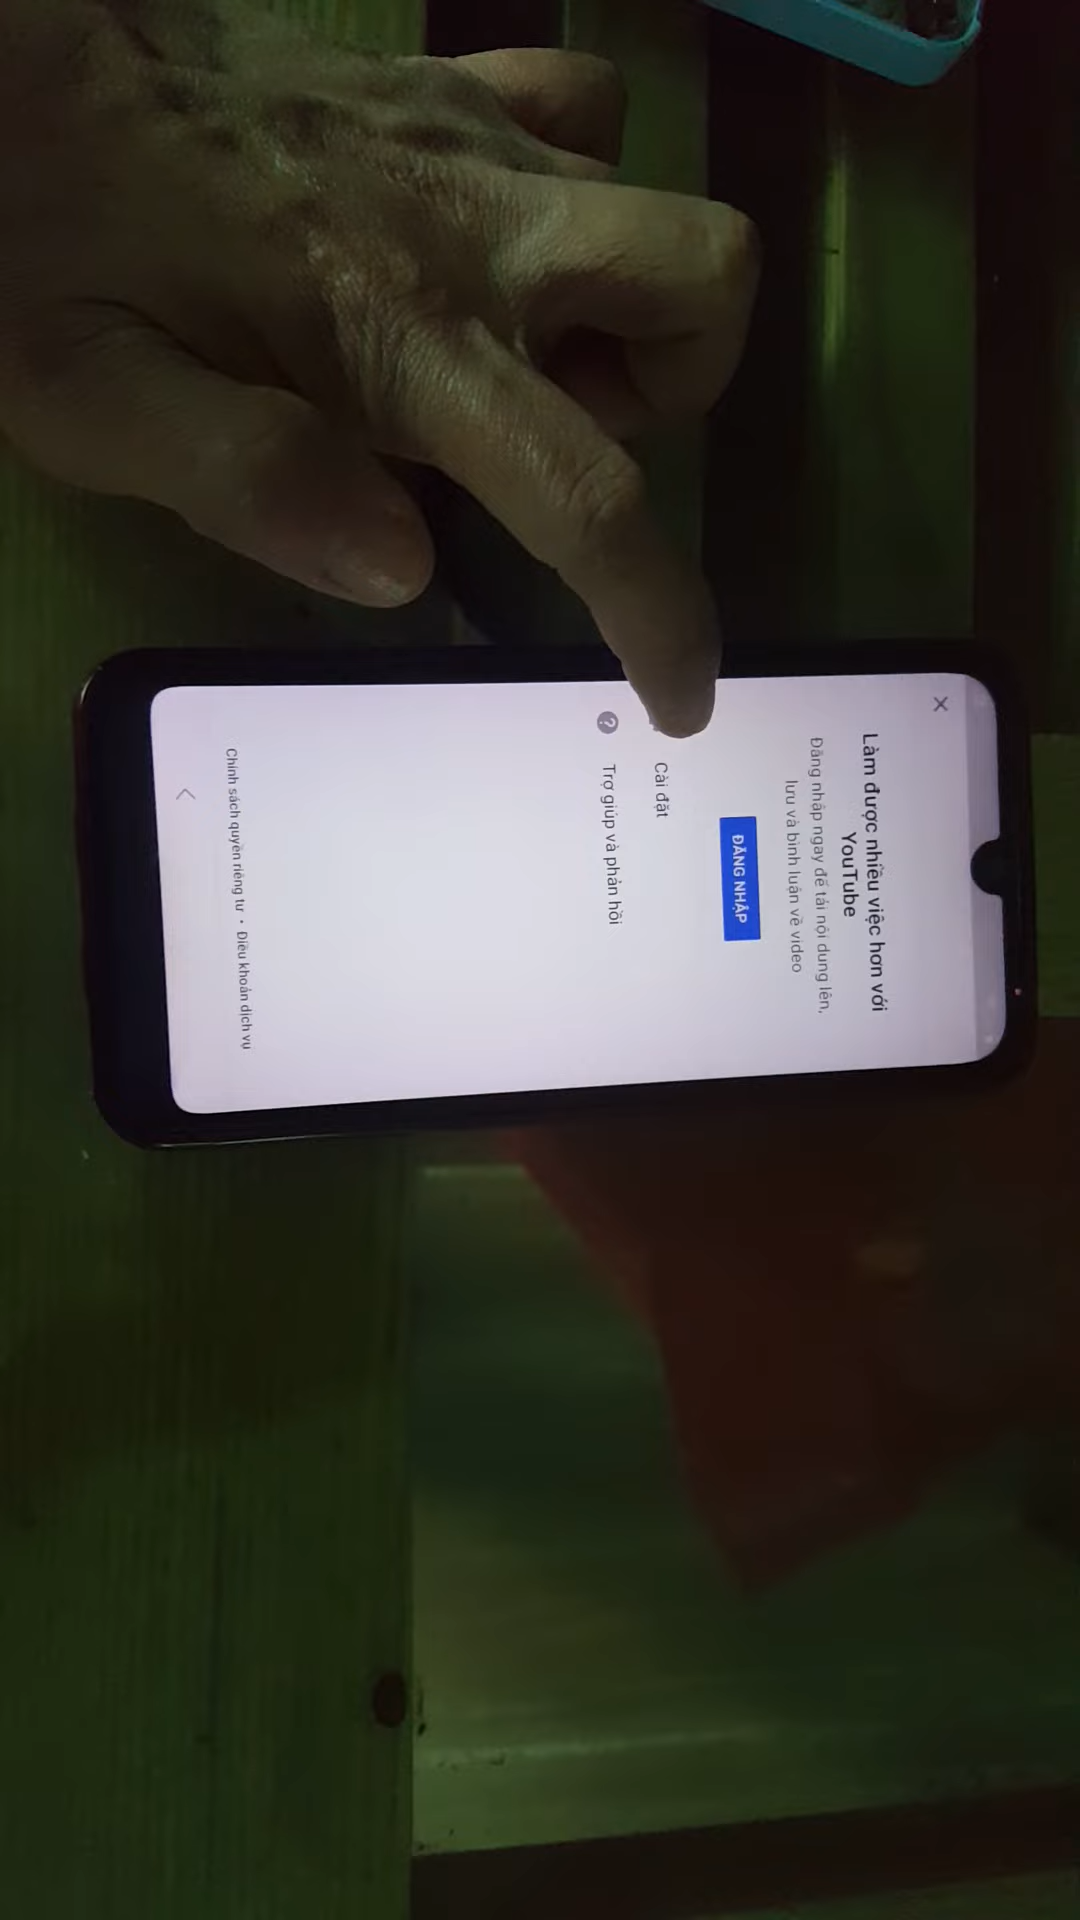 Làm được nhiều việc hơn với
YouTube
Đăng nhập ngay để tải nội dung lên,
lưu và bình luận về video
ĐĂNG NHẬP
Cài đặt
Trợ giúp và phản hồi
Chính sách quyền riêng tư • Điều khoản dịch vụ